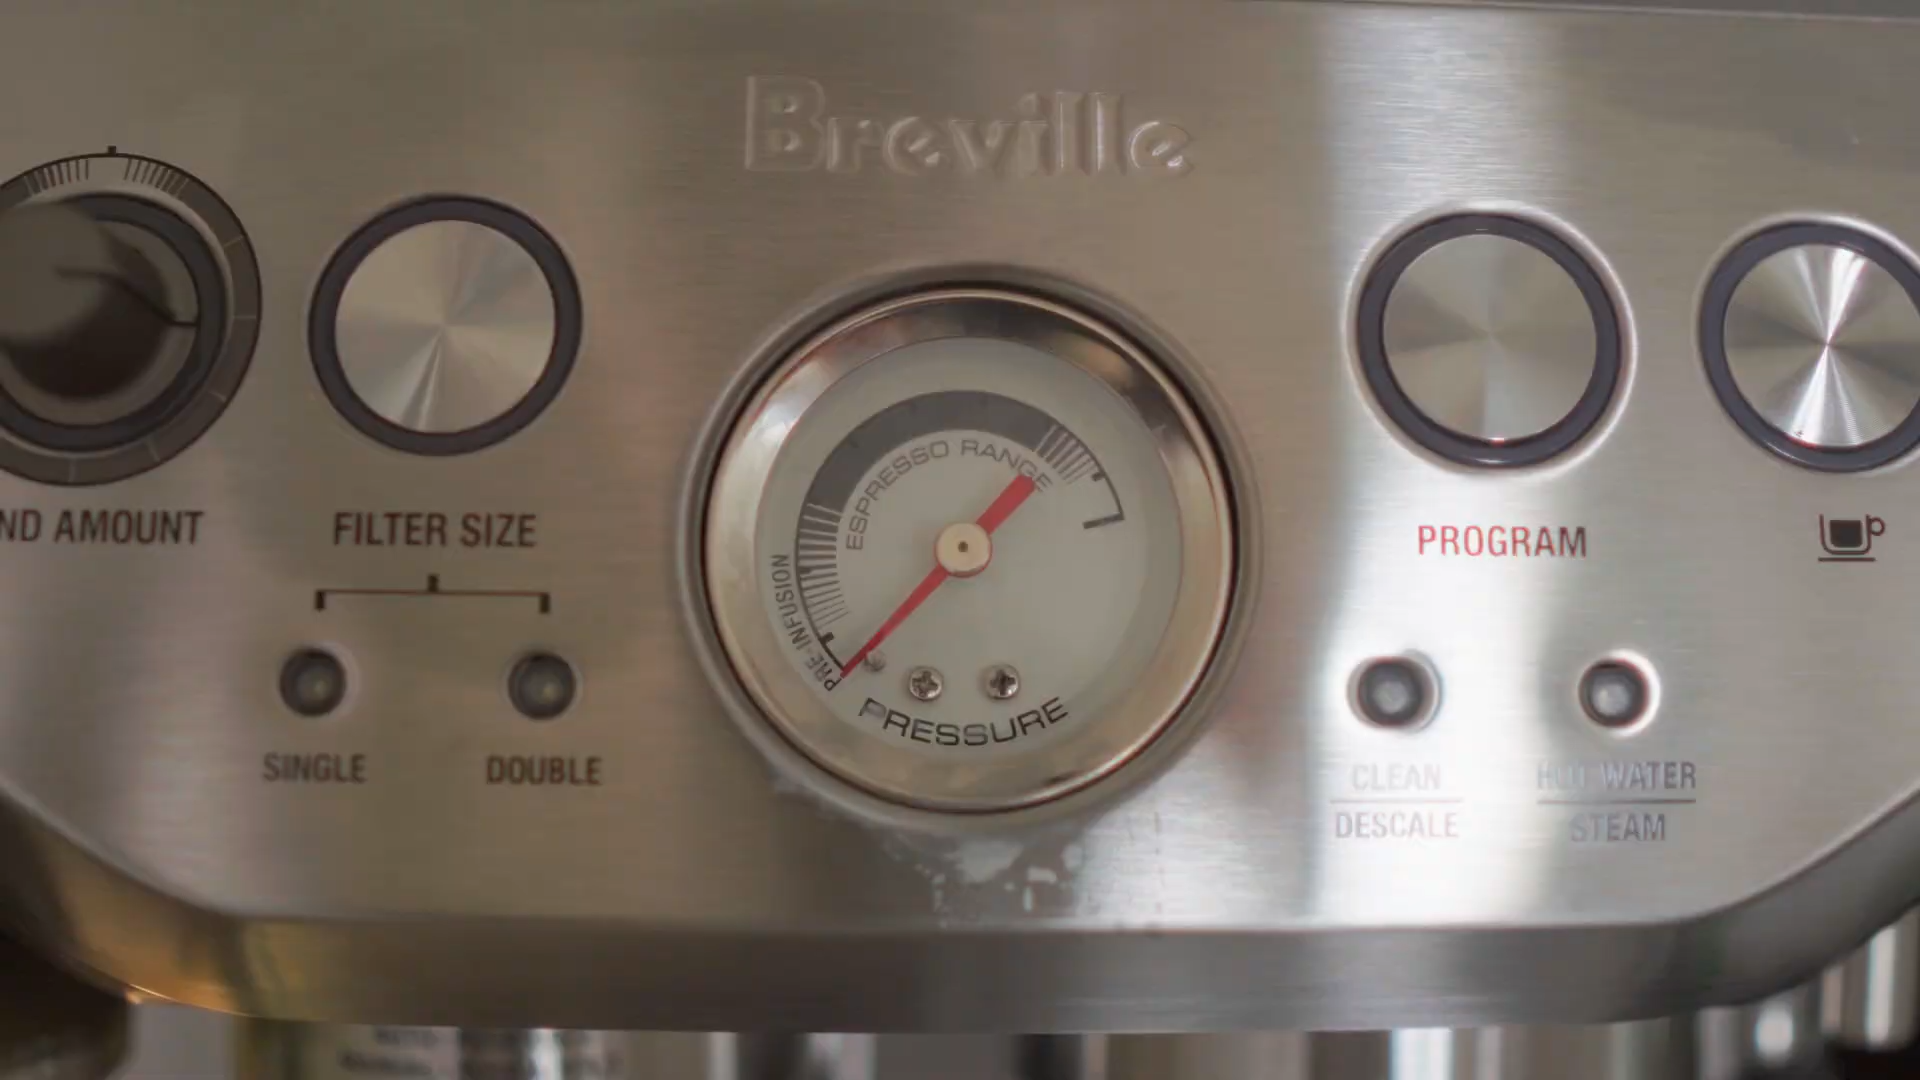 Breville
ND AMOUNT
FILTER SIZE
SINGLE
DOUBLE
ESPRESSO RANGE
PRE-INFUSION
PRESSURE
PROGRAM
CLEAN
DESCALE
HOT WATER
STEAM